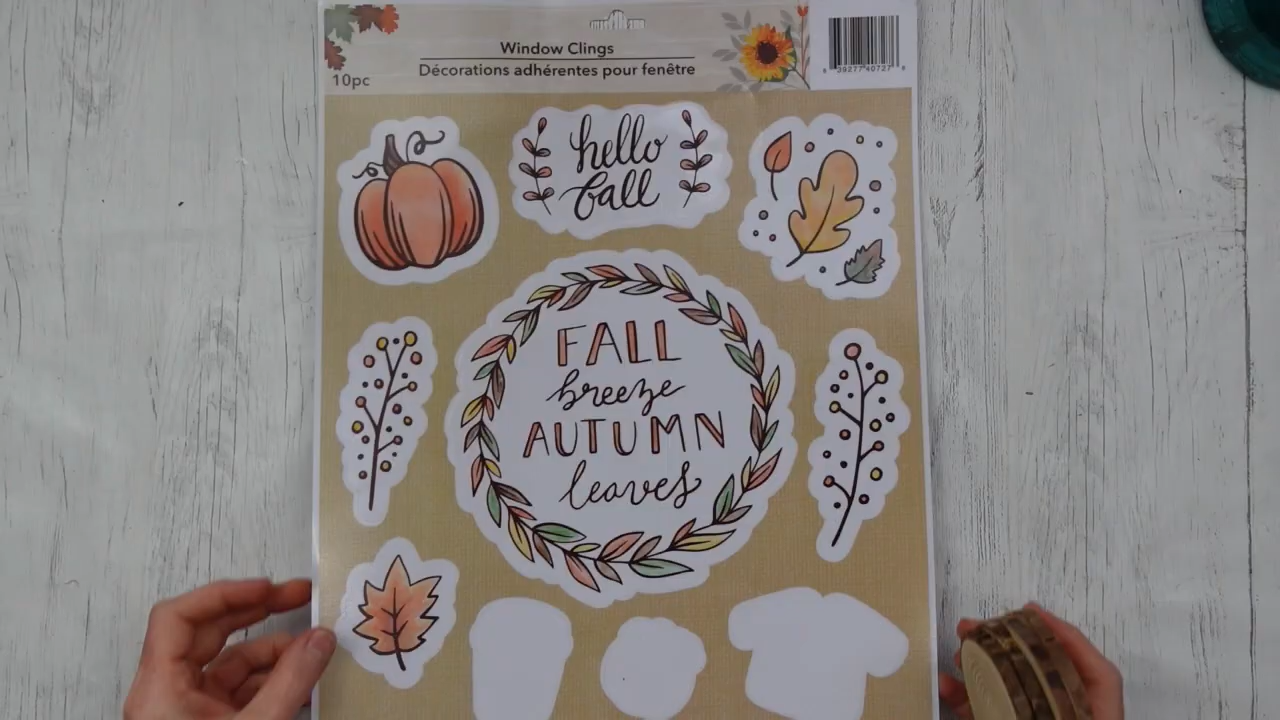 Window Clings
Décorations adhérentes pour fenêtre
10pc
hello
fall
FALL
breeze
AUTUMN
leaves